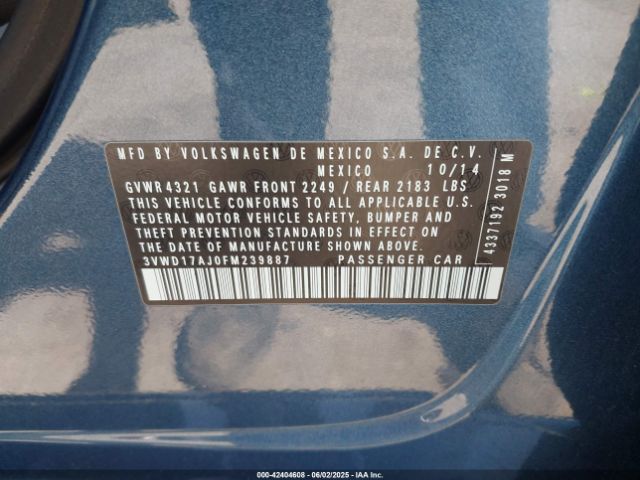 MFD BY VOLKSWAGEN DE MEXICO S.A. DE C.V.
MEXICO 10/14
GVWR 4321 GAWR FRONT 2249 / REAR 2183 LBS
THIS VEHICLE CONFORMS TO ALL APPLICABLE U.S.
FEDERAL MOTOR VEHICLE SAFETY, BUMPER AND
THEFT PREVENTION STANDARDS IN EFFECT ON
THE DATE OF MANUFACTURE SHOWN ABOVE.
3VWD17AJ0FM239887 PASSENGER CAR
4337192 3018 M
000-42404608 - 06/02/2025 - IAA Inc.